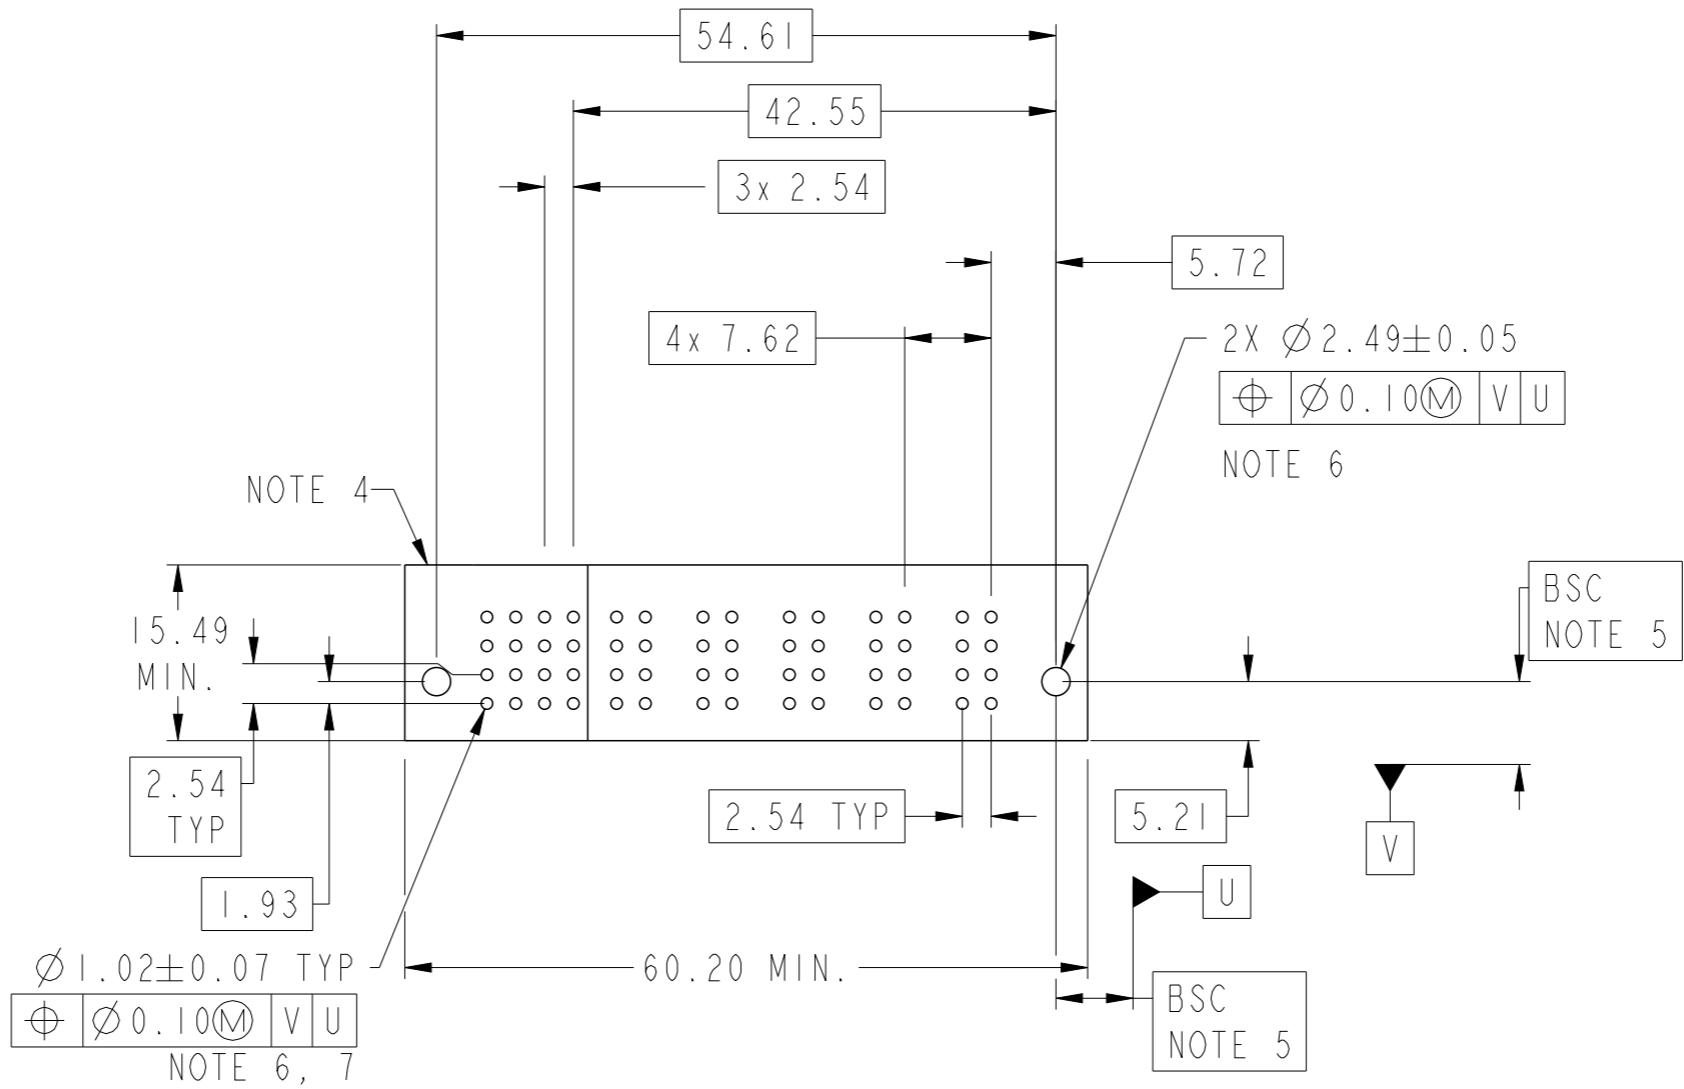 54.61
42.55
3x 2.54
5.72
4x 7.62
2X ∅2.49±0.05
⌖ ∅0.10Ⓜ V U
NOTE 6
NOTE 4
BSC
NOTE 5
15.49
MIN.
2.54
TYP
2.54 TYP
5.21
V
U
1.93
∅1.02±0.07 TYP
60.20 MIN.
⌖ ∅0.10Ⓜ V U
NOTE 6, 7
BSC
NOTE 5